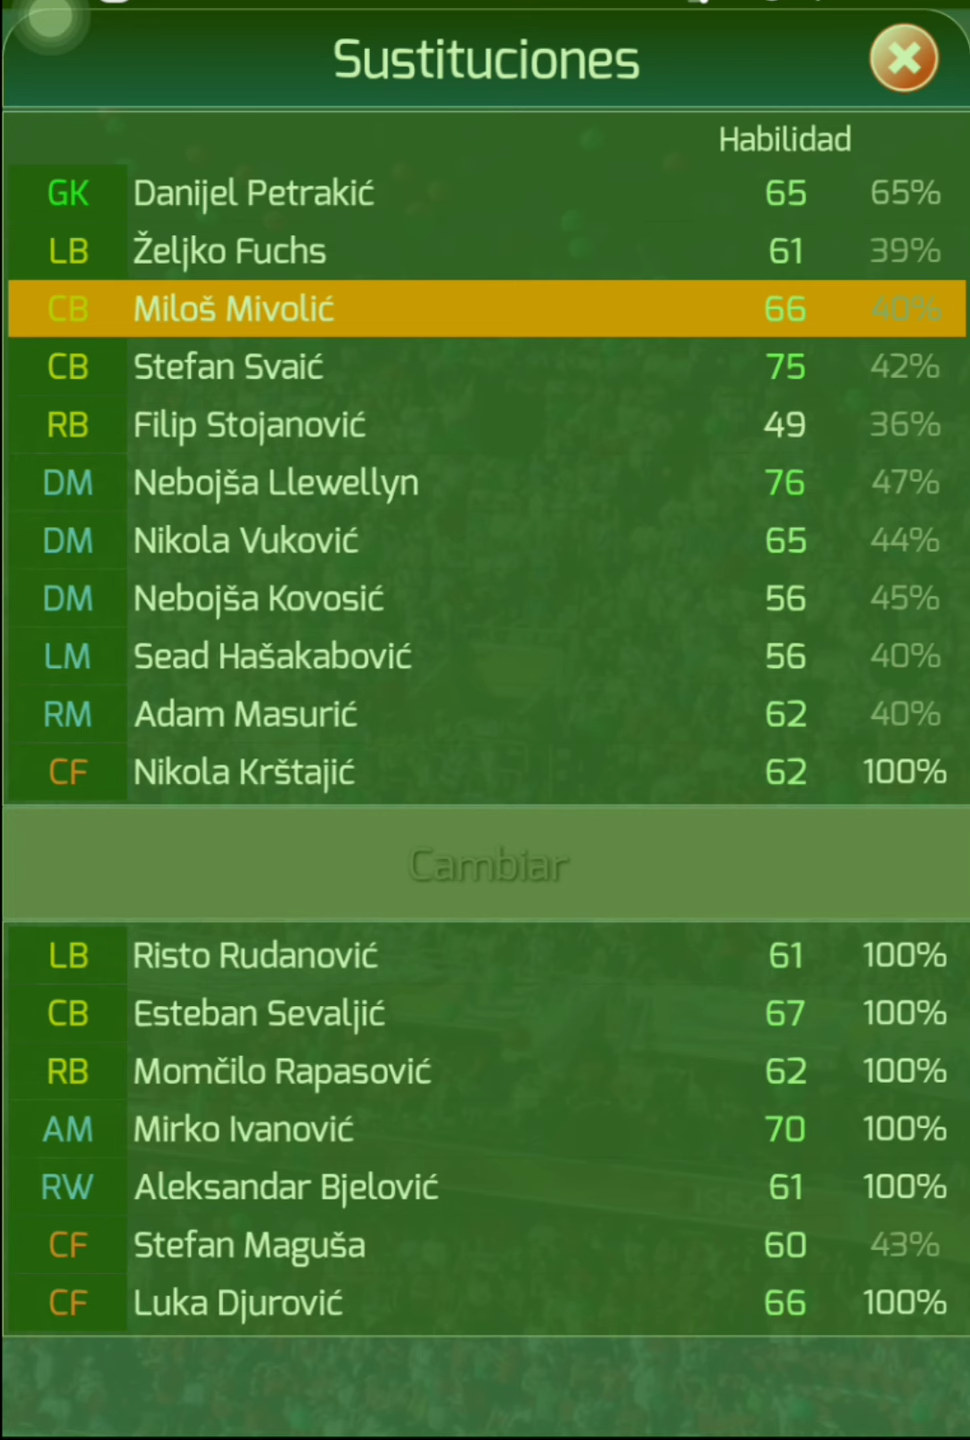 Sustituciones
Habilidad
GK Danijel Petrakić 65 65%
LB Željko Fuchs 61 39%
CB Miloš Mivolić 66 40%
CB Stefan Svaić 75 42%
RB Filip Stojanović 49 36%
DM Nebojša Llewellyn 76 47%
DM Nikola Vuković 65 44%
DM Nebojša Kovosić 56 45%
LM Sead Hašakabović 56 40%
RM Adam Masurić 62 40%
CF Nikola Krštajić 62 100%
Cambiar
LB Risto Rudanović 61 100%
CB Esteban Sevaljić 67 100%
RB Momčilo Rapasović 62 100%
AM Mirko Ivanović 70 100%
RW Aleksandar Bjelović 61 100%
CF Stefan Maguša 60 43%
CF Luka Djurović 66 100%